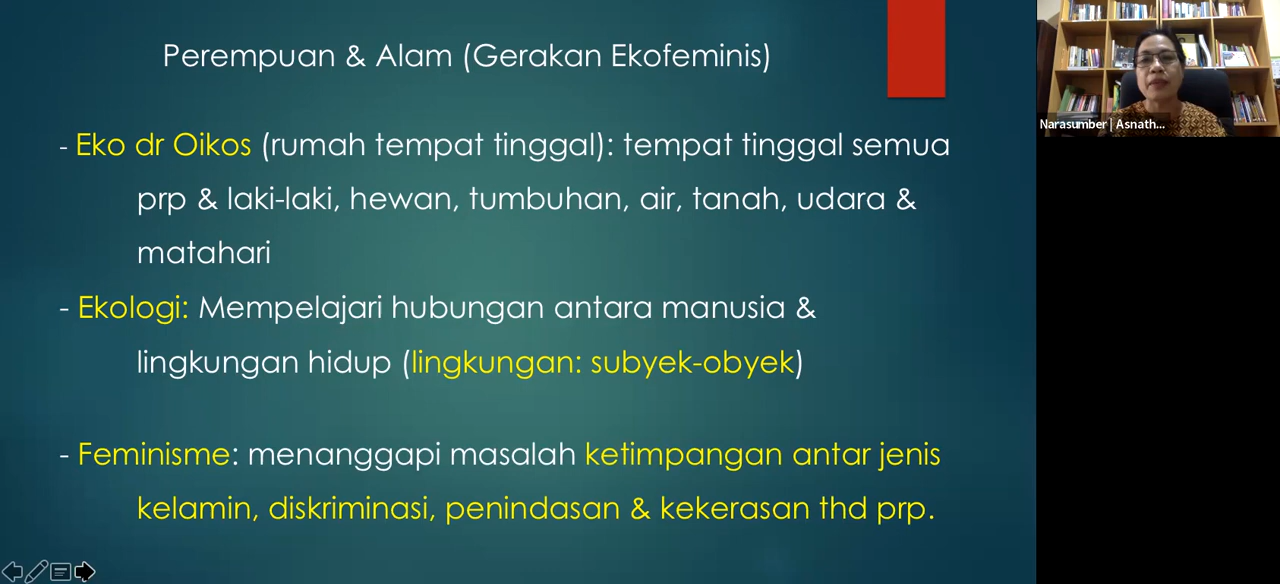 Perempuan & Alam (Gerakan Ekofeminis)
- Eko dr Oikos (rumah tempat tinggal): tempat tinggal semua
prp & laki-laki, hewan, tumbuhan, air, tanah, udara &
matahari
- Ekologi: Mempelajari hubungan antara manusia &
lingkungan hidup (lingkungan: subyek-obyek)
- Feminisme: menanggapi masalah ketimpangan antar jenis
kelamin, diskriminasi, penindasan & kekerasan thd prp.
Narasumber | Asnath...